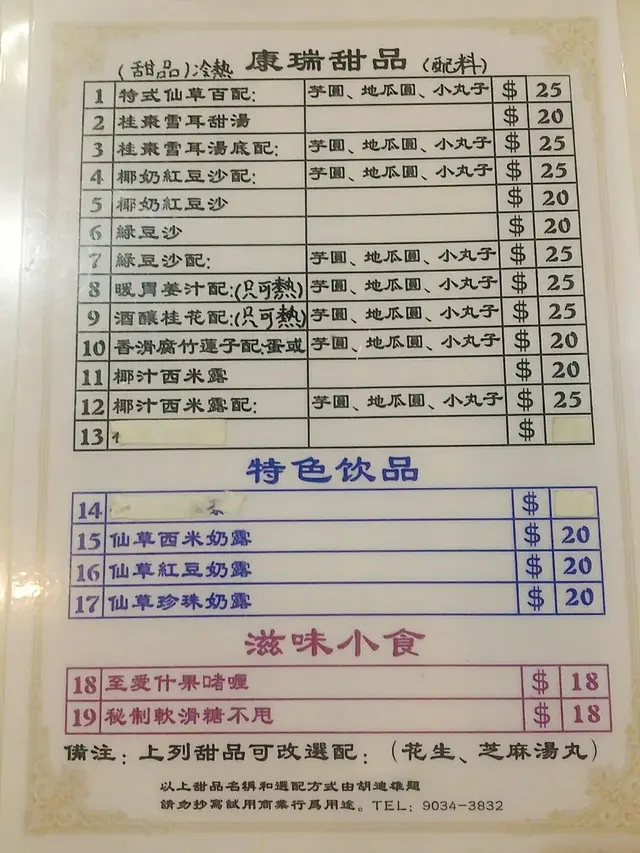 (甜品)冷熱 康瑞甜品 (配料)
1 特式仙草百配: 芋圓、地瓜圓、小丸子 $ 25
2 桂棗雪耳甜湯 $ 20
3 桂棗雪耳湯底配: 芋圓、地瓜圓、小丸子 $ 25
4 椰奶紅豆沙配: 芋圓、地瓜圓、小丸子 $ 25
5 椰奶紅豆沙 $ 20
6 綠豆沙 $ 20
7 綠豆沙配: 芋圓、地瓜圓、小丸子 $ 25
8 暖胃姜汁配:(只可熱) 芋圓、地瓜圓、小丸子 $ 25
9 酒釀桂花配:(只可熱) 芋圓、地瓜圓、小丸子 $ 25
10 香滑腐竹蓮子配:蛋或 芋圓、地瓜圓、小丸子 $ 20
11 椰汁西米露 $ 20
12 椰汁西米露配: 芋圓、地瓜圓、小丸子 $ 25
13 $
特色饮品
14 $
15 仙草西米奶露 $ 20
16 仙草紅豆奶露 $ 20
17 仙草珍珠奶露 $ 20
滋味小食
18 至愛什果啫喱 $ 18
19 秘制軟滑糖不甩 $ 18
備注：上列甜品可改選配：（花生、芝麻湯丸）
以上甜品名稱和選配方式由胡迪雄題
請勿抄寫試用商業行爲用途。TEL: 9034-3832